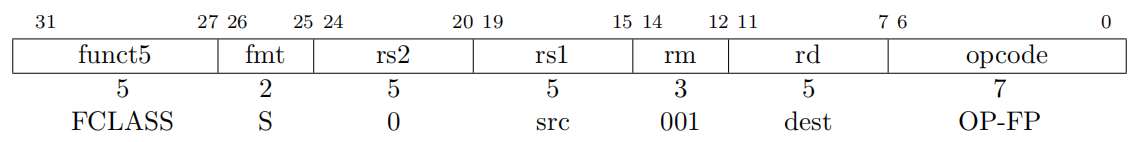 31 27 26 25 24 20 19 15 14 12 11 7 6 0
funct5 fmt rs2 rs1 rm rd opcode
5 2 5 5 3 5 7
FCLASS S 0 src 001 dest OP-FP